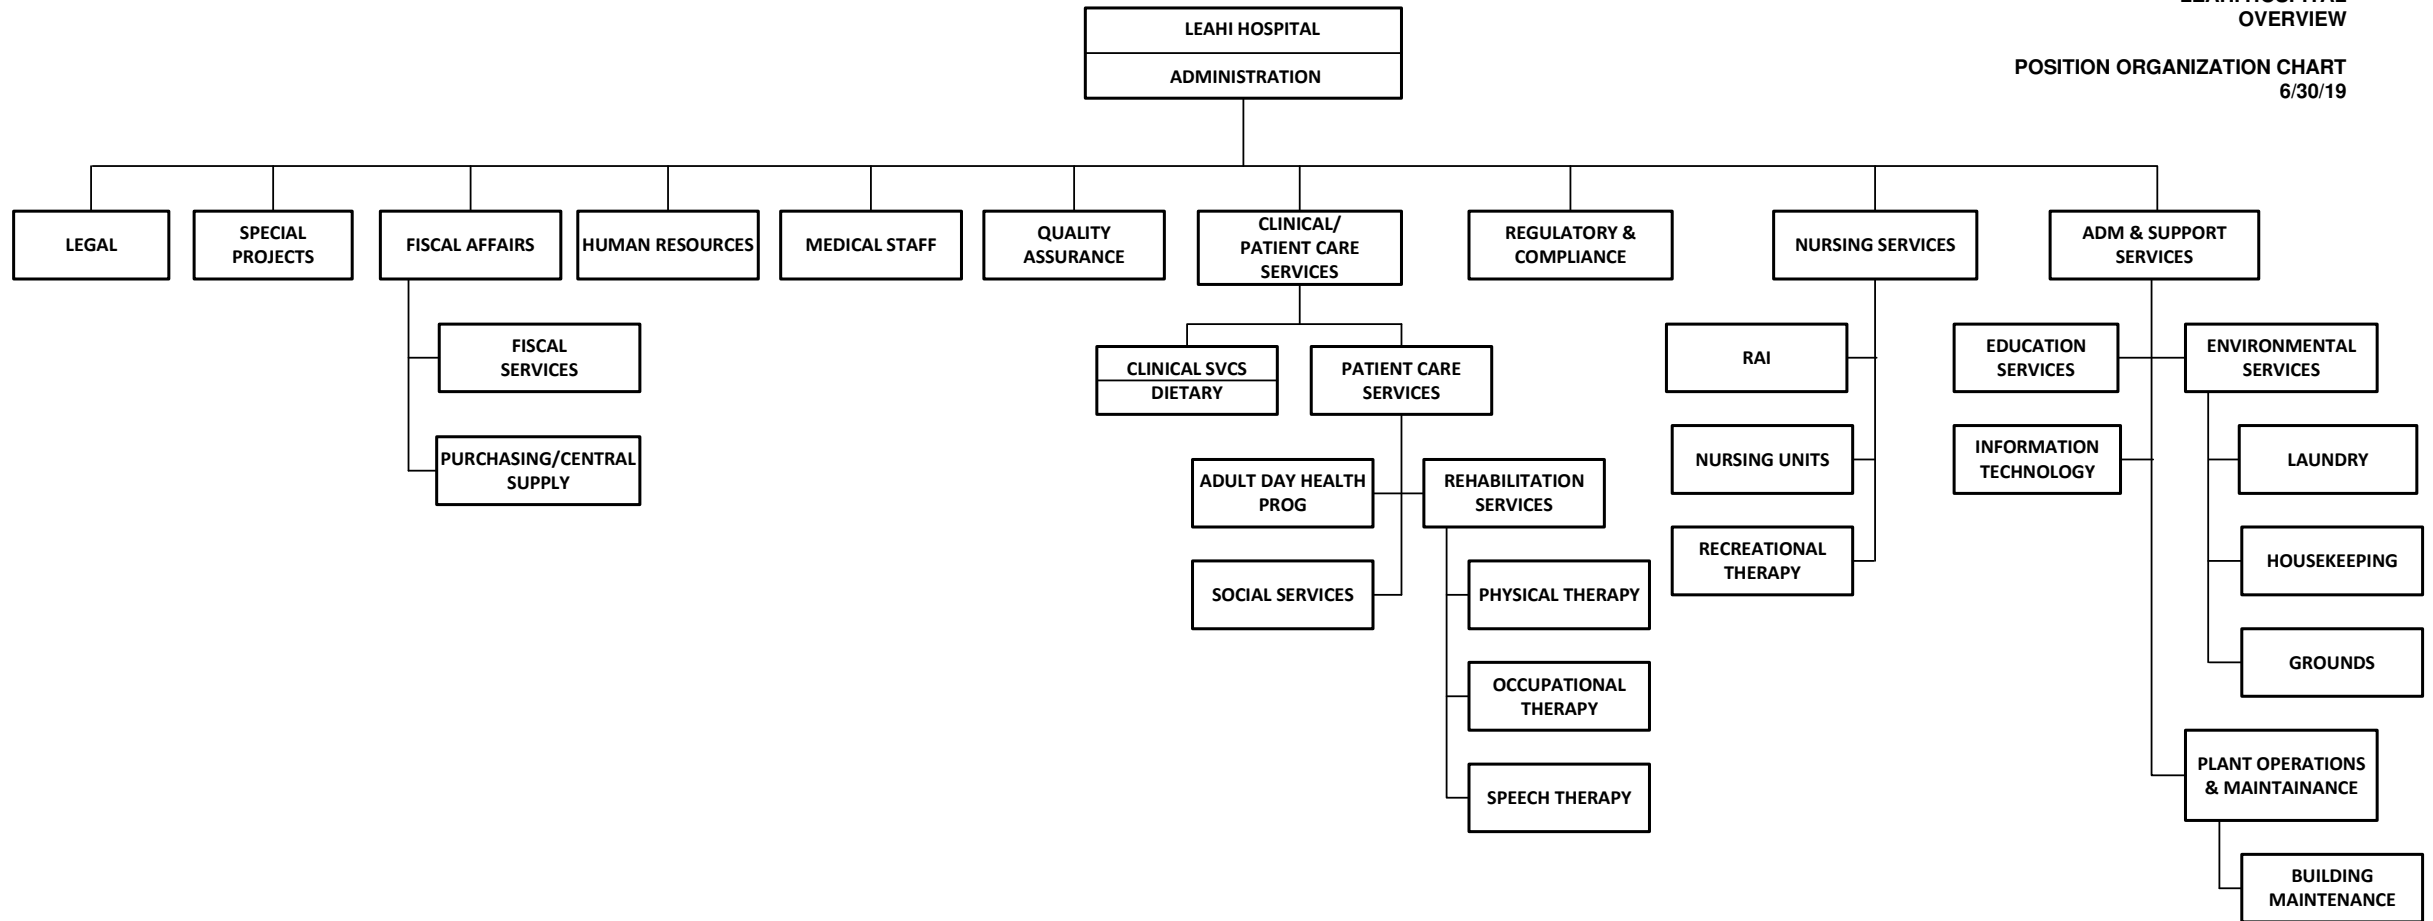 LEAHI HOSPITAL
OVERVIEW
POSITION ORGANIZATION CHART
6/30/19
LEAHI HOSPITAL
ADMINISTRATION
LEGAL
SPECIAL
PROJECTS
FISCAL AFFAIRS
HUMAN RESOURCES
MEDICAL STAFF
QUALITY
ASSURANCE
CLINICAL/
PATIENT CARE
SERVICES
REGULATORY &
COMPLIANCE
NURSING SERVICES
ADM & SUPPORT
SERVICES
FISCAL
SERVICES
PURCHASING/CENTRAL
SUPPLY
CLINICAL SVCS
DIETARY
PATIENT CARE
SERVICES
ADULT DAY HEALTH
PROG
REHABILITATION
SERVICES
SOCIAL SERVICES
PHYSICAL THERAPY
OCCUPATIONAL
THERAPY
SPEECH THERAPY
RAI
NURSING UNITS
RECREATIONAL
THERAPY
EDUCATION
SERVICES
ENVIRONMENTAL
SERVICES
INFORMATION
TECHNOLOGY
LAUNDRY
HOUSEKEEPING
GROUNDS
PLANT OPERATIONS
& MAINTAINANCE
BUILDING
MAINTENANCE